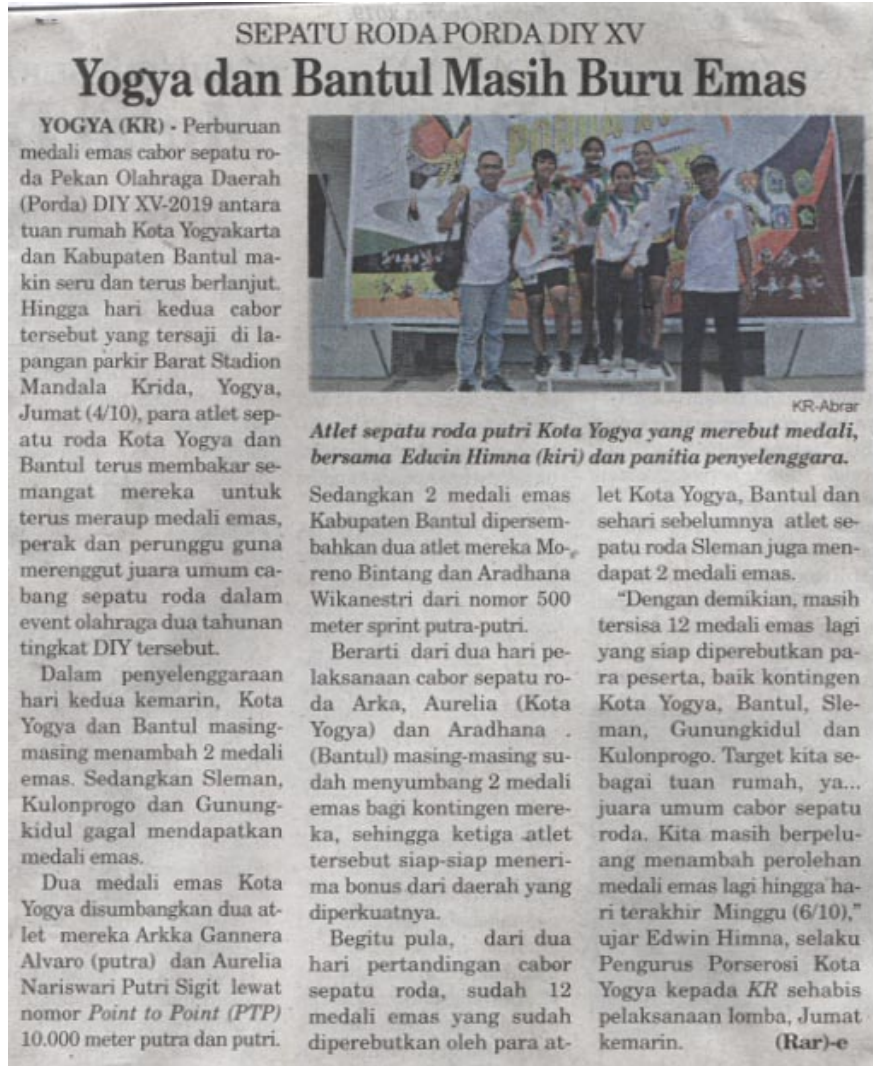 SEPATU RODA PORDA DIY XV
Yogya dan Bantul Masih Buru Emas
YOGYA (KR) - Perburuan
medali emas cabor sepatu ro-
da Pekan Olahraga Daerah
(Porda) DIY XV-2019 antara
tuan rumah Kota Yogyakarta
dan Kabupaten Bantul ma-
kin seru dan terus berlanjut.
Hingga hari kedua cabor
tersebut yang tersaji di la-
pangan parkir Barat Stadion
Mandala Krida, Yogya,
Jumat (4/10), para atlet sep-
atu roda Kota Yogya dan
Bantul terus membakar se-
mangat mereka untuk
terus meraup medali emas,
perak dan perunggu guna
merenggut juara umum ca-
bang sepatu roda dalam
event olahraga dua tahunan
tingkat DIY tersebut.
Dalam penyelenggaraan
hari kedua kemarin, Kota
Yogya dan Bantul masing-
masing menambah 2 medali
emas. Sedangkan Sleman,
Kulonprogo dan Gunung-
kidul gagal mendapatkan
medali emas.
Dua medali emas Kota
Yogya disumbangkan dua at-
let mereka Arkka Gannera
Alvaro (putra) dan Aurelia
Nariswari Putri Sigit lewat
nomor Point to Point (PTP)
10.000 meter putra dan putri.
PORDA XV
KR-Abrar
Atlet sepatu roda putri Kota Yogya yang merebut medali,
bersama Edwin Himna (kiri) dan panitia penyelenggara.
Sedangkan 2 medali emas
Kabupaten Bantul dipersem-
bahkan dua atlet mereka Mo-
reno Bintang dan Aradhana
Wikanestri dari nomor 500
meter sprint putra-putri.
Berarti dari dua hari pe-
laksanaan cabor sepatu ro-
da Arka, Aurelia (Kota
Yogya) dan Aradhana
(Bantul) masing-masing su-
dah menyumbang 2 medali
emas bagi kontingen mere-
ka, sehingga ketiga atlet
tersebut siap-siap meneri-
ma bonus dari daerah yang
diperkuatnya.
Begitu pula, dari dua
hari pertandingan cabor
sepatu roda, sudah 12
medali emas yang sudah
diperebutkan oleh para at-
let Kota Yogya, Bantul dan
sehari sebelumnya atlet se-
patu roda Sleman juga men-
dapat 2 medali emas.
"Dengan demikian, masih
tersisa 12 medali emas lagi
yang siap diperebutkan pa-
ra peserta, baik kontingen
Kota Yogya, Bantul, Sle-
man, Gunungkidul dan
Kulonprogo. Target kita se-
bagai tuan rumah, ya...
juara umum cabor sepatu
roda. Kita masih berpelu-
ang menambah perolehan
medali emas lagi hingga ha-
ri terakhir Minggu (6/10),"
ujar Edwin Himna, selaku
Pengurus Porserosi Kota
Yogya kepada KR sehabis
pelaksanaan lomba, Jumat
kemarin. (Rar)-e